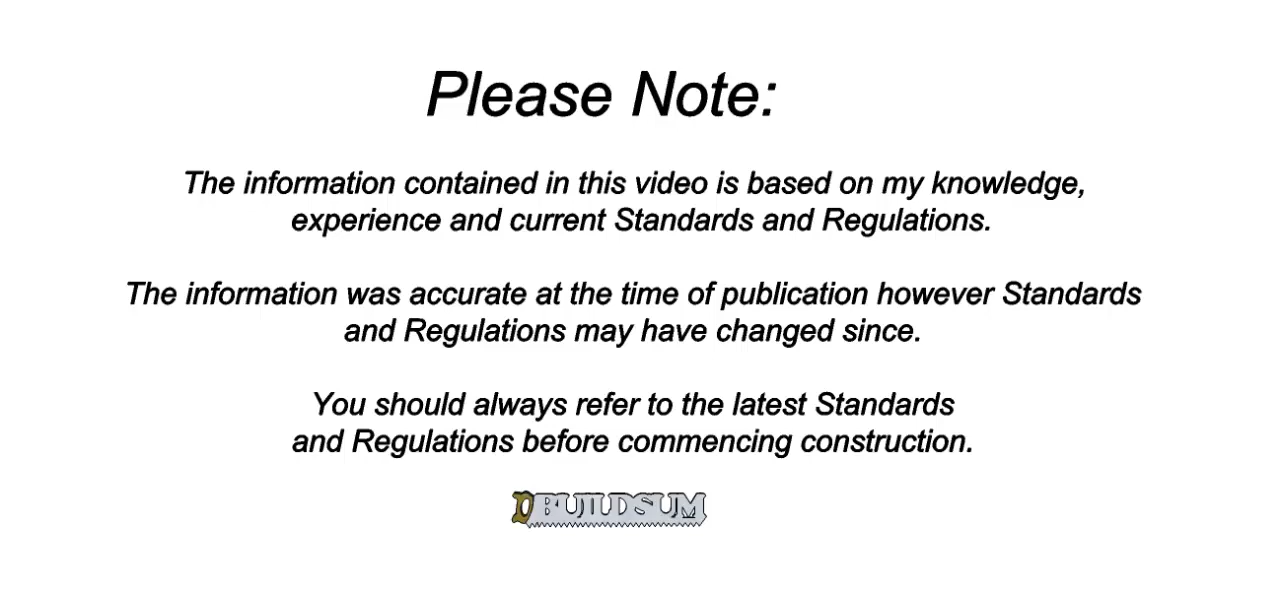 Please Note:
The information contained in this video is based on my knowledge,
experience and current Standards and Regulations.
The information was accurate at the time of publication however Standards
and Regulations may have changed since.
You should always refer to the latest Standards
and Regulations before commencing construction.
BUILDSUM